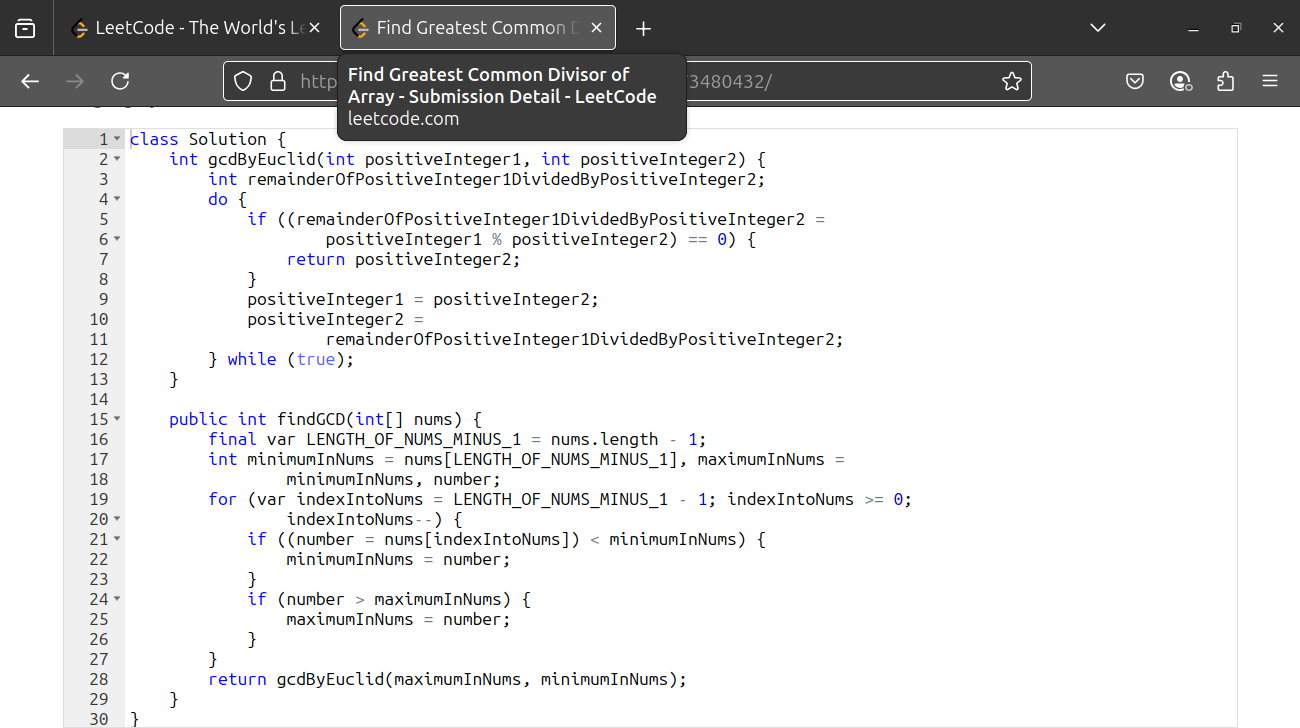 LeetCode - The World's Le
Find Greatest Common D
http
3480432/
Find Greatest Common Divisor of
Array - Submission Detail - LeetCode
leetcode.com
1 class Solution {
2     int gcdByEuclid(int positiveInteger1, int positiveInteger2) {
3         int remainderOfPositiveInteger1DividedByPositiveInteger2;
4         do {
5             if ((remainderOfPositiveInteger1DividedByPositiveInteger2 =
6                     positiveInteger1 % positiveInteger2) == 0) {
7                 return positiveInteger2;
8             }
9             positiveInteger1 = positiveInteger2;
10             positiveInteger2 =
11                     remainderOfPositiveInteger1DividedByPositiveInteger2;
12         } while (true);
13     }
14
15     public int findGCD(int[] nums) {
16         final var LENGTH_OF_NUMS_MINUS_1 = nums.length - 1;
17         int minimumInNums = nums[LENGTH_OF_NUMS_MINUS_1], maximumInNums =
18                 minimumInNums, number;
19         for (var indexIntoNums = LENGTH_OF_NUMS_MINUS_1 - 1; indexIntoNums >= 0;
20                 indexIntoNums--) {
21             if ((number = nums[indexIntoNums]) < minimumInNums) {
22                 minimumInNums = number;
23             }
24             if (number > maximumInNums) {
25                 maximumInNums = number;
26             }
27         }
28         return gcdByEuclid(maximumInNums, minimumInNums);
29     }
30 }